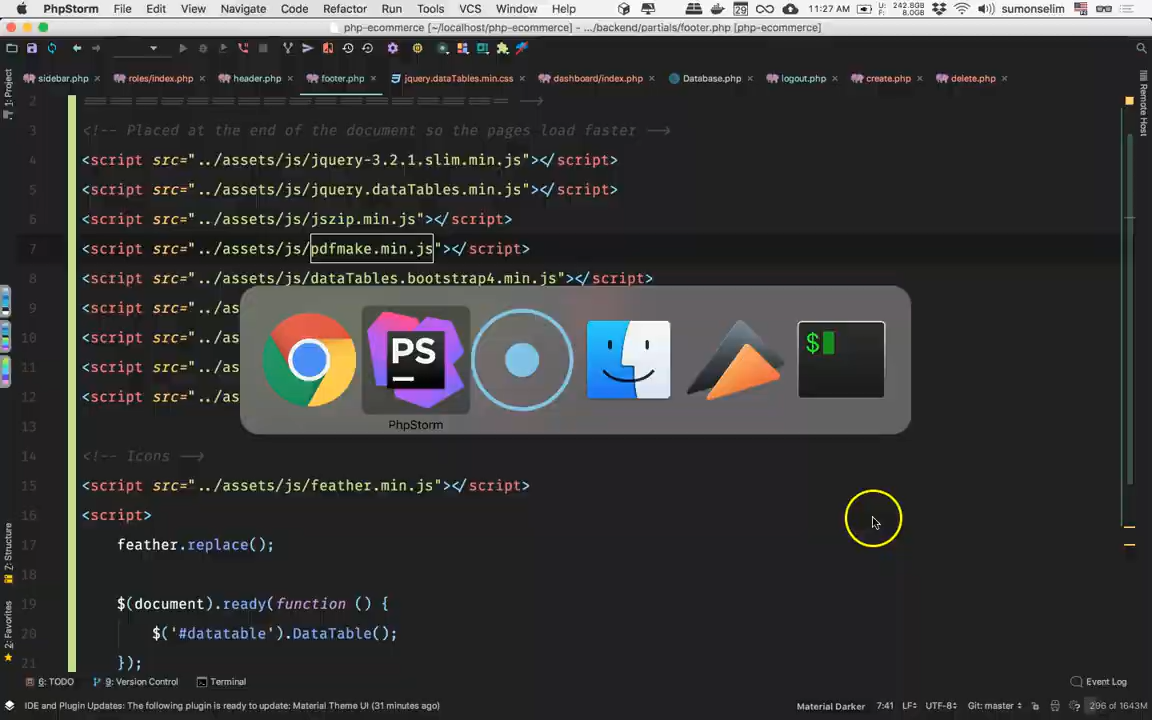 PhpStorm File Edit View Navigate Code Refactor Run Tools VCS Window Help 29 11:27 AM U: 242.8GB F: 8.0GB sumonselim
php-ecommerce [~/localhost/php-ecommerce] - .../backend/partials/footer.php [php-ecommerce]
sidebar.php × roles/index.php × header.php × footer.php × jquery.dataTables.min.css × dashboard/index.php × Database.php × logout.php × create.php × delete.php ×
1: Project
Remote Host
2 ================================================== -->
3 <!-- Placed at the end of the document so the pages load faster -->
4 <script src="../assets/js/jquery-3.2.1.slim.min.js"></script>
5 <script src="../assets/js/jquery.dataTables.min.js"></script>
6 <script src="../assets/js/jszip.min.js"></script>
7 <script src="../assets/js/pdfmake.min.js"></script>
8 <script src="../assets/js/dataTables.bootstrap4.min.js"></script>
9 <script src="../as
10 <script src="../as
11 <script src="../as
12 <script src="../as
PS
$
PhpStorm
13
14 <!-- Icons -->
15 <script src="../assets/js/feather.min.js"></script>
16 <script>
17 feather.replace();
18
19 $(document).ready(function () {
20 $('#datatable').DataTable();
21 });
Z: Structure
2: Favorites
6: TODO 9: Version Control Terminal Event Log
IDE and Plugin Updates: The following plugin is ready to update: Material Theme UI (31 minutes ago) Material Darker 7:41 LF÷ UTF-8÷ Git: master÷ 296 of 1643M